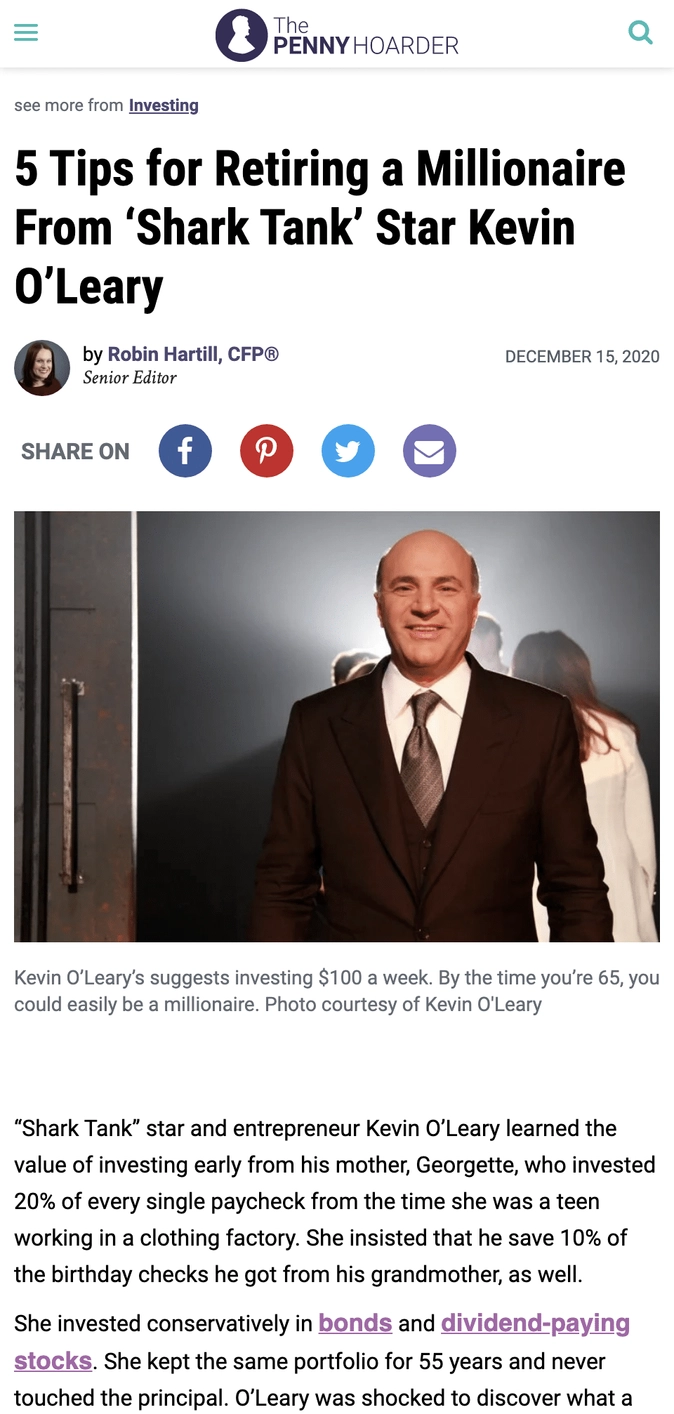 The
PENNY HOARDER
see more from Investing
5 Tips for Retiring a Millionaire
From ‘Shark Tank’ Star Kevin
O’Leary
by Robin Hartill, CFP®
DECEMBER 15, 2020
Senior Editor
SHARE ON
Kevin O’Leary’s suggests investing $100 a week. By the time you’re 65, you
could easily be a millionaire. Photo courtesy of Kevin O'Leary
“Shark Tank” star and entrepreneur Kevin O’Leary learned the
value of investing early from his mother, Georgette, who invested
20% of every single paycheck from the time she was a teen
working in a clothing factory. She insisted that he save 10% of
the birthday checks he got from his grandmother, as well.
She invested conservatively in bonds and dividend-paying
stocks. She kept the same portfolio for 55 years and never
touched the principal. O’Leary was shocked to discover what a